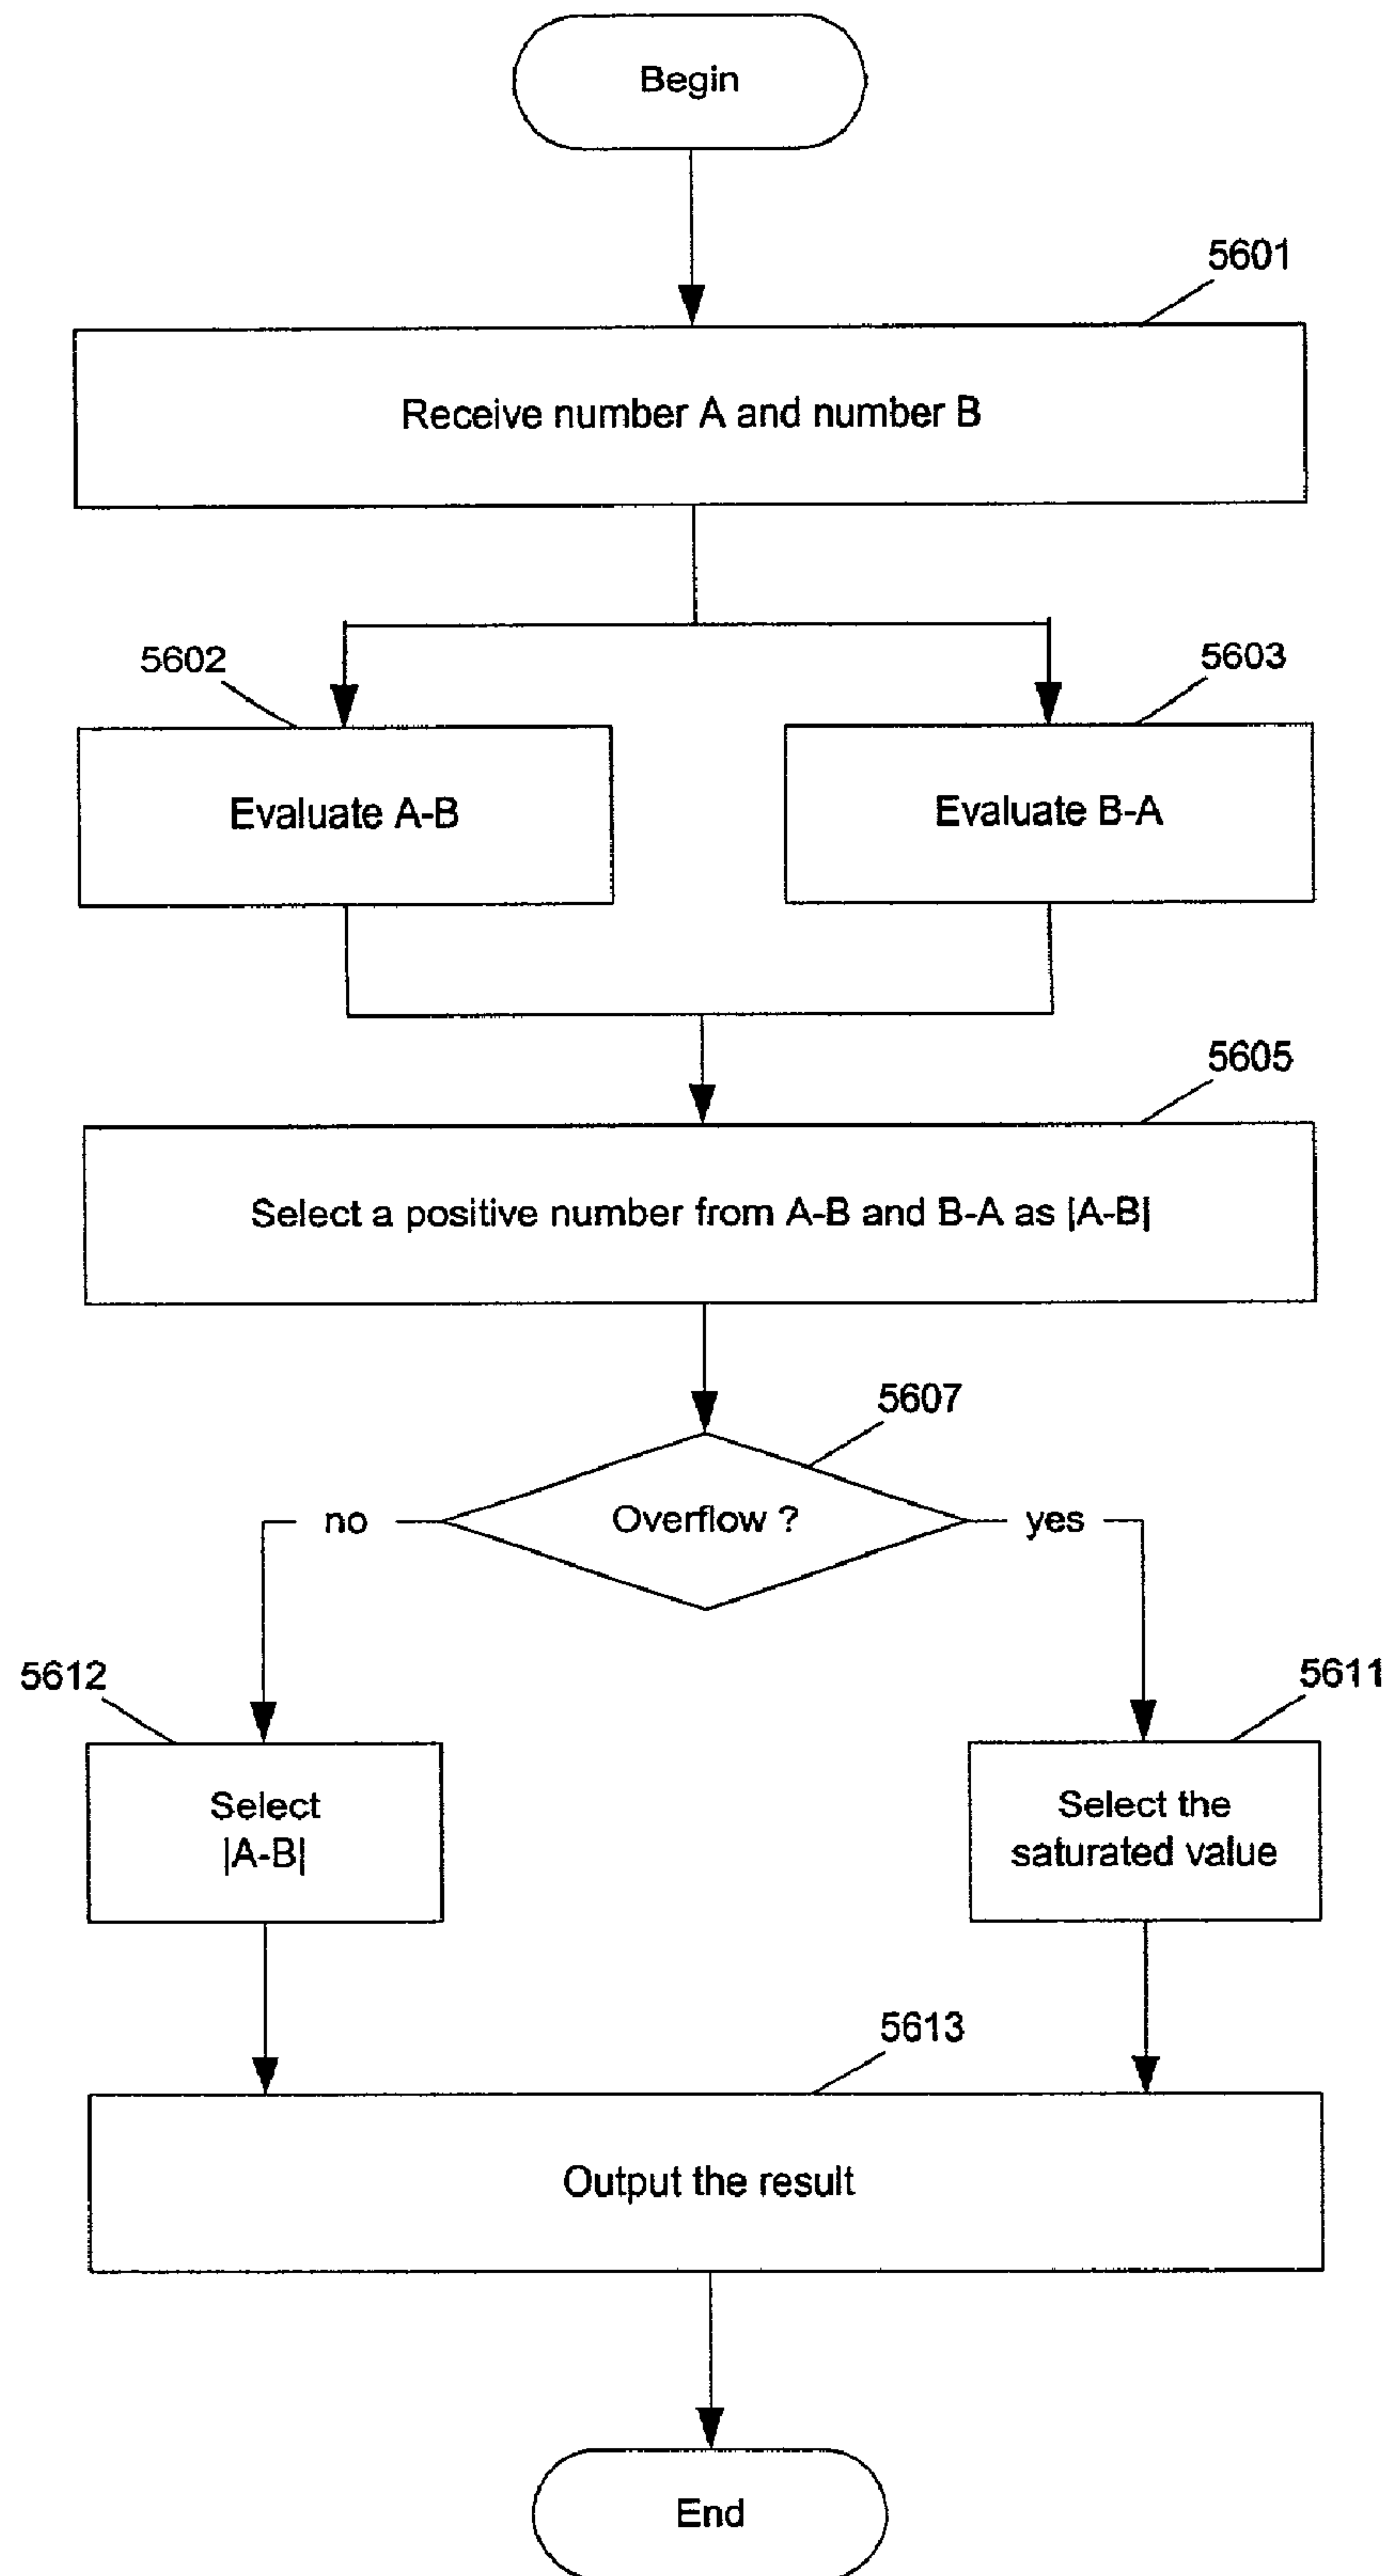 Begin
5601
Receive number A and number B
5602
5603
Evaluate A-B
Evaluate B-A
5605
Select a positive number from A-B and B-A as |A-B|
5607
Overflow ?
no
yes
5612
5611
Select
|A-B|
Select the
saturated value
5613
Output the result
End